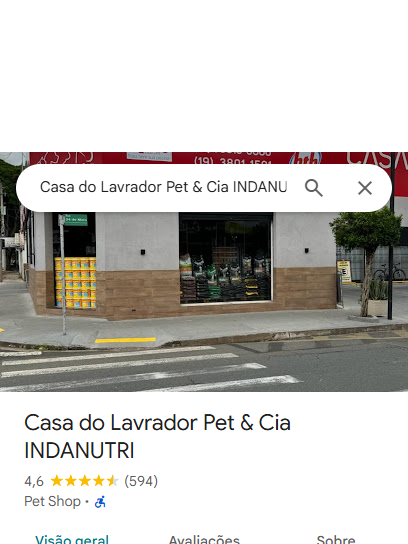 (19) 3801-1501
CASA
Casa do Lavrador Pet & Cia INDANU
Casa do Lavrador Pet & Cia
INDANUTRI
4,6 (594)
Pet Shop ·
Visão geral Avaliações Sobre